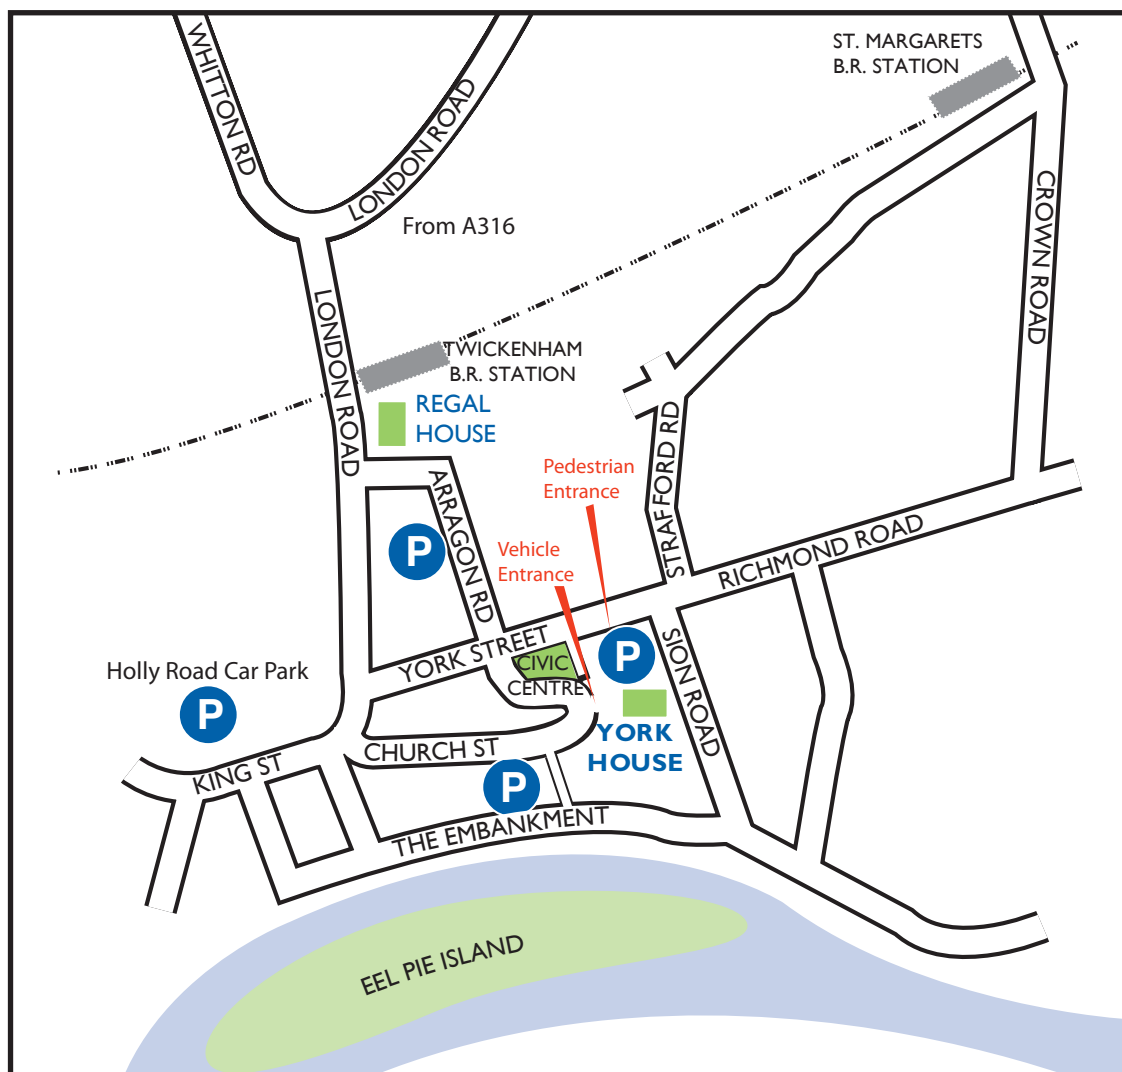 ST. MARGARETS
B.R. STATION
WHITTON RD
LONDON ROAD
From A316
CROWN ROAD
LONDON ROAD
TWICKENHAM
B.R. STATION
REGAL
HOUSE
STRAFFORD RD
Pedestrian
Entrance
ARRAGON RD
P
RICHMOND ROAD
Vehicle
Entrance
YORK STREET
SION ROAD
P
CIVIC
CENTRE
Holly Road Car Park
P
YORK
HOUSE
CHURCH ST
KING ST
P
THE EMBANKMENT
EEL PIE ISLAND